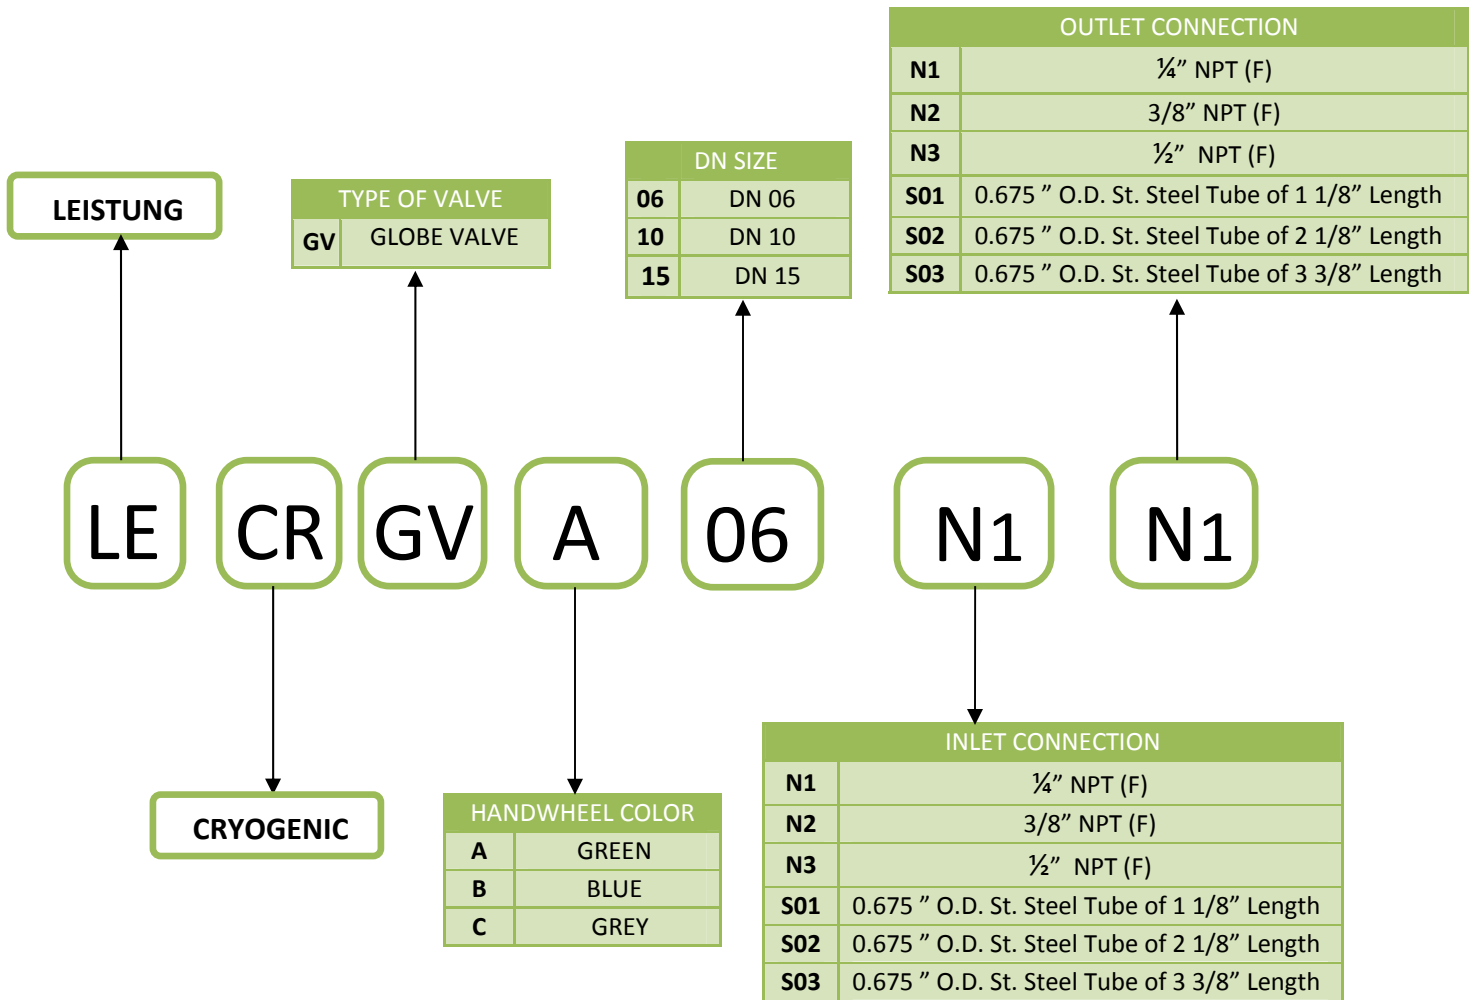 OUTLET CONNECTION
N1 ¼” NPT (F)
N2 3/8” NPT (F)
N3 ½” NPT (F)
S01 0.675 ” O.D. St. Steel Tube of 1 1/8” Length
S02 0.675 ” O.D. St. Steel Tube of 2 1/8” Length
S03 0.675 ” O.D. St. Steel Tube of 3 3/8” Length
DN SIZE
06 DN 06
10 DN 10
15 DN 15
TYPE OF VALVE
GV GLOBE VALVE
LEISTUNG
LE CR GV A 06 N1 N1
CRYOGENIC
HANDWHEEL COLOR
A GREEN
B BLUE
C GREY
INLET CONNECTION
N1 ¼” NPT (F)
N2 3/8” NPT (F)
N3 ½” NPT (F)
S01 0.675 ” O.D. St. Steel Tube of 1 1/8” Length
S02 0.675 ” O.D. St. Steel Tube of 2 1/8” Length
S03 0.675 ” O.D. St. Steel Tube of 3 3/8” Length